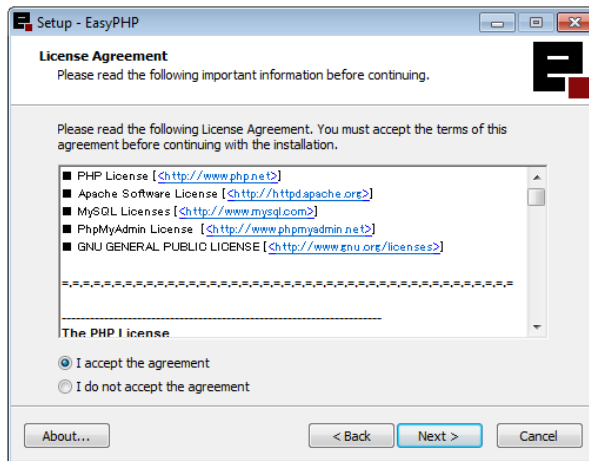 Setup - EasyPHP
License Agreement
Please read the following important information before continuing.
Please read the following License Agreement. You must accept the terms of this
agreement before continuing with the installation.
■ PHP License [<http://www.php.net>]
■ Apache Software License [<http://httpd.apache.org>]
■ MySQL Licenses [<http://www.mysql.com>]
■ PhpMyAdmin License [<http://www.phpmyadmin.net>]
■ GNU GENERAL PUBLIC LICENSE [<http://www.gnu.org/licenses>]
=-=-=-=-=-=-=-=-=-=-=-=-=-=-=-=-=-=-=-=-=-=-=-=-=-=-=-=-=-=-=-=-=-=-=-=-=-=
--------------------------------------------------------------------
The PHP License
I accept the agreement
I do not accept the agreement
About...
< Back
Next >
Cancel